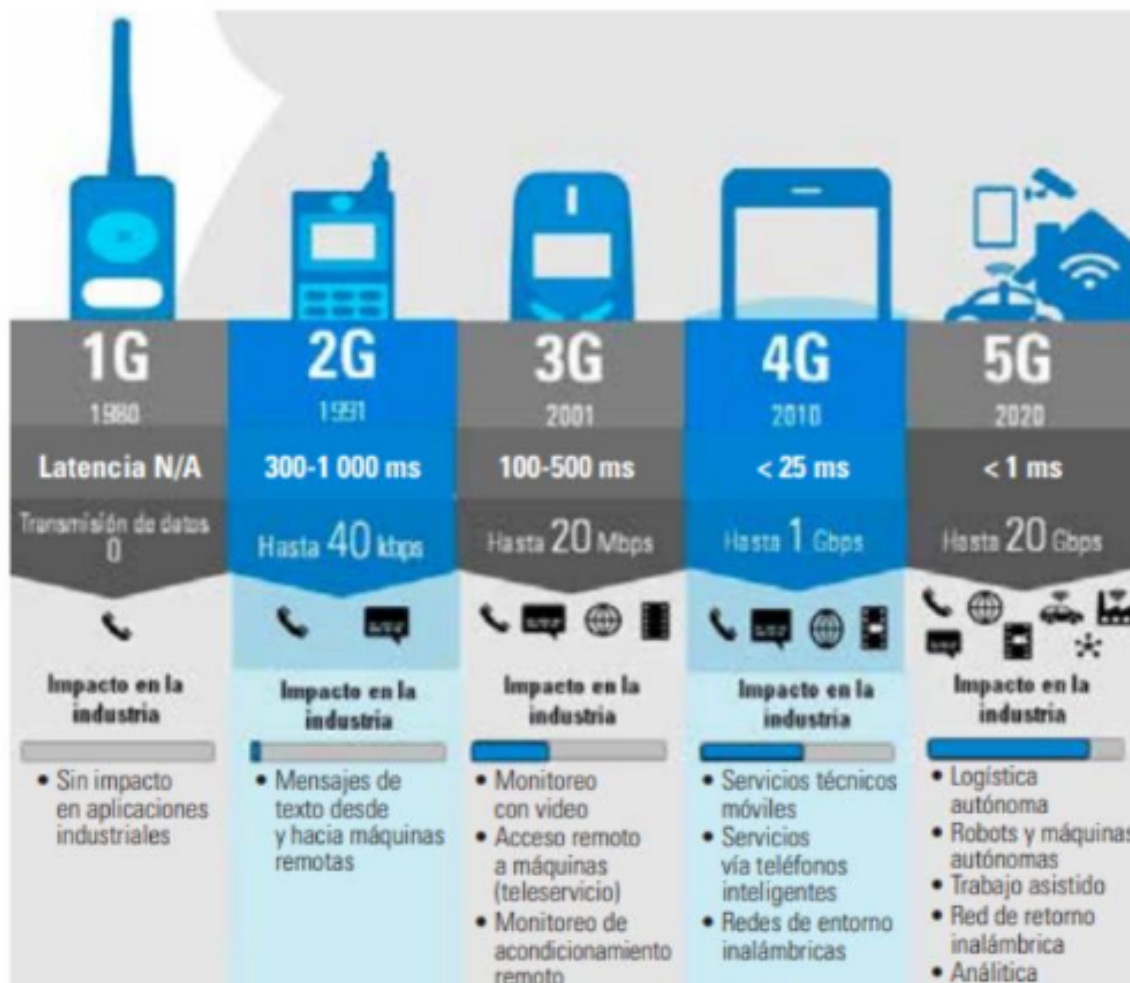 1G
1980
Latencia N/A
Transmisión de datos
0
Impacto en la
industria
• Sin impacto
en aplicaciones
industriales
2G
1991
300-1 000 ms
Hasta 40 kbps
Impacto en la
industria
• Mensajes de
texto desde
y hacia máquinas
remotas
3G
2001
100-500 ms
Hasta 20 Mbps
Impacto en la
industria
• Monitoreo
con video
• Acceso remoto
a máquinas
(teleservicio)
• Monitoreo de
acondicionamiento
remoto
4G
2010
< 25 ms
Hasta 1 Gbps
Impacto en la
industria
• Servicios técnicos
móviles
• Servicios
vía teléfonos
inteligentes
• Redes de entorno
inalámbricas
5G
2020
< 1 ms
Hasta 20 Gbps
Impacto en la
industria
• Logística
autónoma
• Robots y máquinas
autónomas
• Trabajo asistido
• Red de retorno
inalámbrica
• Análitica